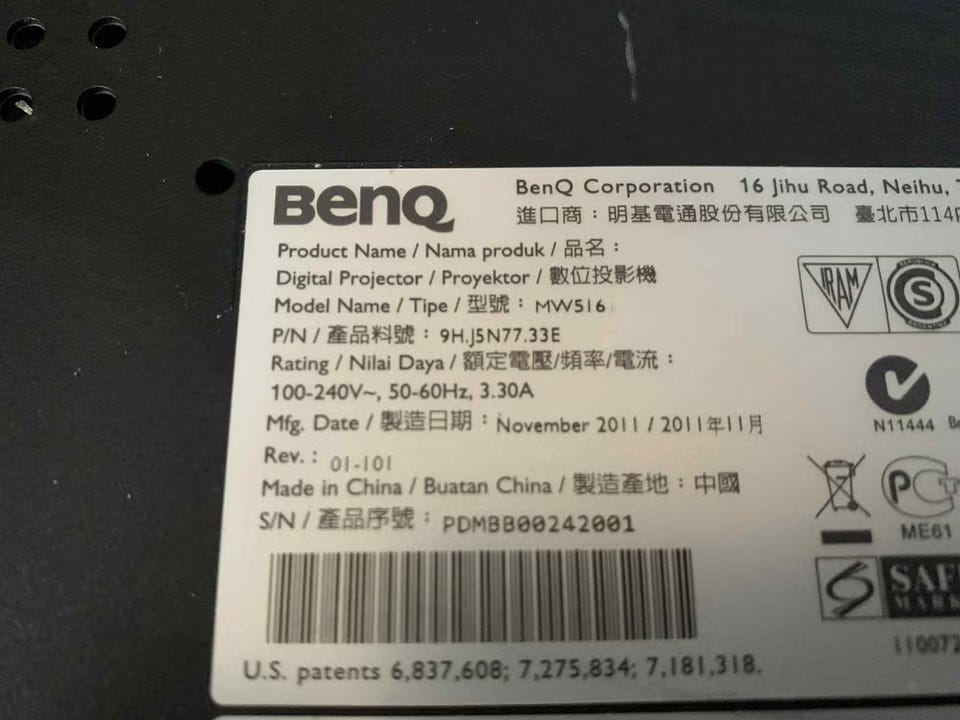 BenQ
BenQ Corporation 16 Jihu Road, Neihu,
進口商：明基電通股份有限公司 臺北市114
Product Name / Nama produk / 品名：
Digital Projector / Proyektor / 數位投影機
Model Name / Tipe / 型號： MW516
P/N / 產品料號： 9H.J5N77.33E
Rating / Nilai Daya / 額定電壓/頻率/電流：
100-240V~, 50-60Hz, 3.30A
Mfg. Date / 製造日期： November 2011 / 2011年11月
Rev.： 01-101
Made in China / Buatan China / 製造產地：中國
S/N / 產品序號： PDMBB00242001
U.S. patents 6,837,608; 7,275,834; 7,181,318.
IRAM
S
REPUBLICA
ARGENTINA
N11444
ME61